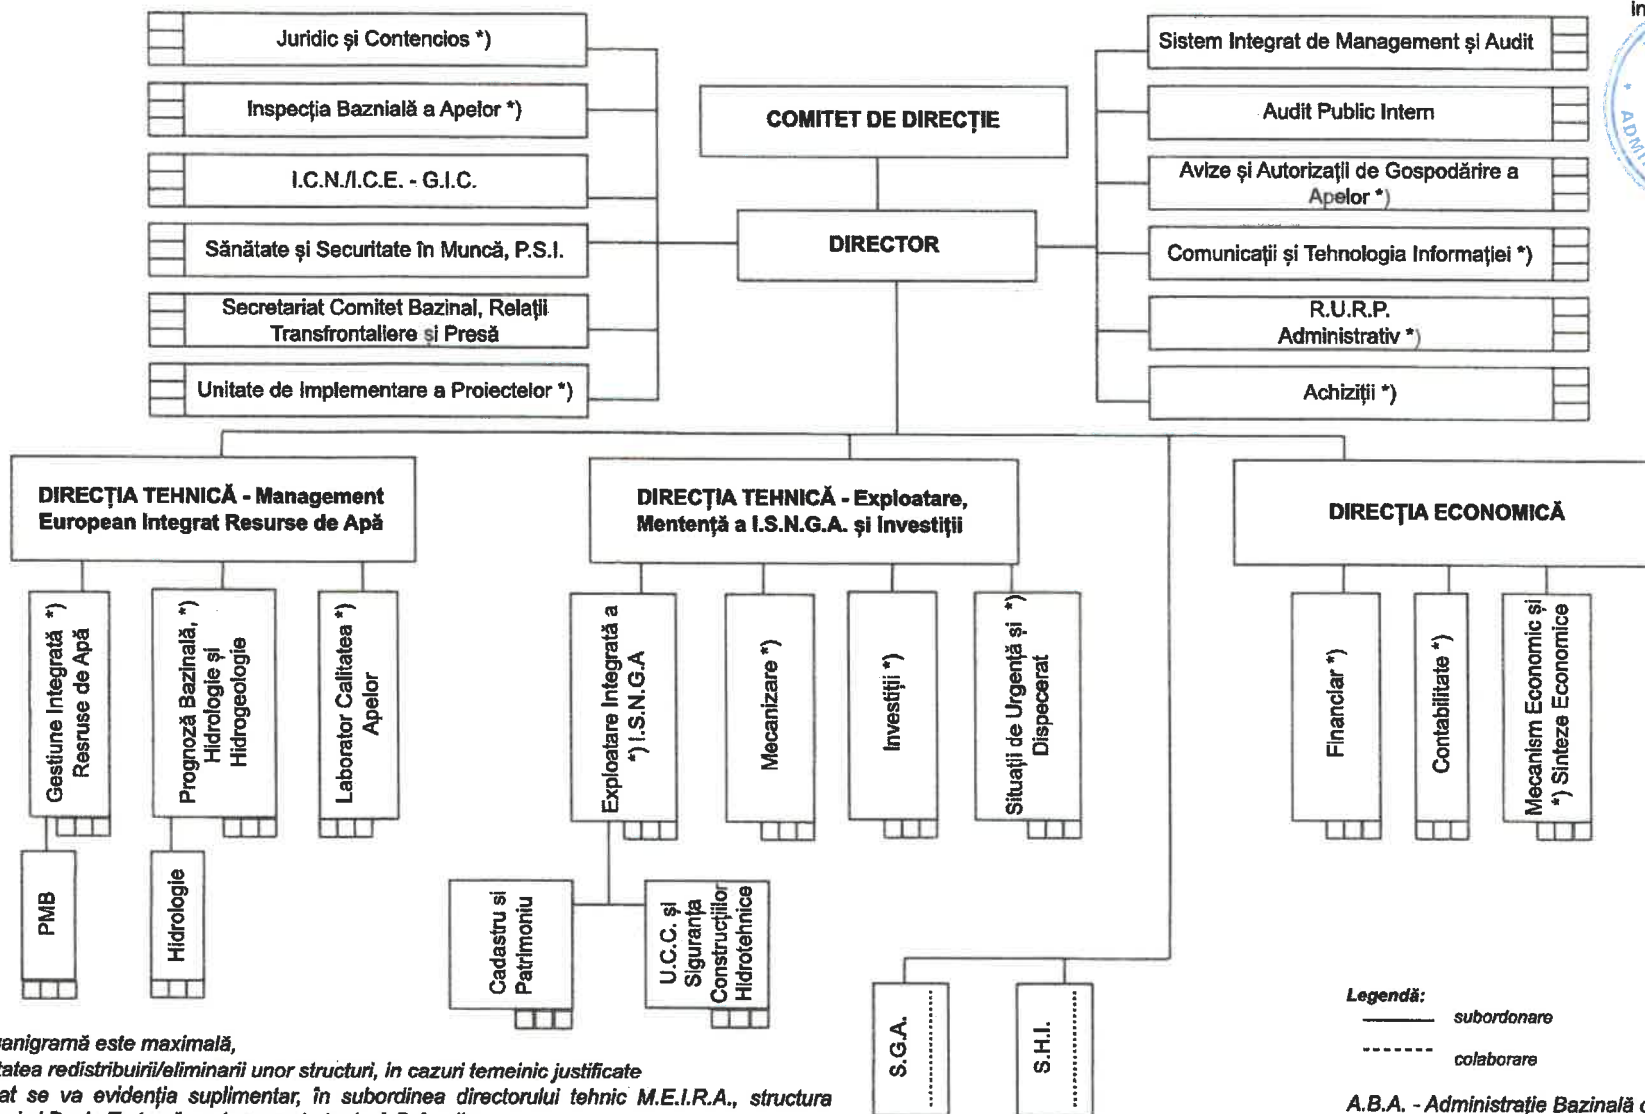 Juridic și Contencios *)
Inspecția Baznială a Apelor *)
I.C.N./I.C.E. - G.I.C.
Sănătate și Securitate în Muncă, P.S.I.
Secretariat Comitet Bazinal, Relații
Transfrontaliere și Presă
Unitate de Implementare a Proiectelor *)
COMITET DE DIRECȚIE
DIRECTOR
Sistem Integrat de Management și Audit
Audit Public Intern
Avize și Autorizații de Gospodărire a
Apelor *)
Comunicații și Tehnologia Informației *)
R.U.R.P.
Administrativ *)
Achiziții *)
DIRECȚIA TEHNICĂ - Management
European Integrat Resurse de Apă
DIRECȚIA TEHNICĂ - Exploatare,
Mentență a I.S.N.G.A. și Investiții
DIRECȚIA ECONOMICĂ
Gestiune Integrată *)
Resruse de Apă
Prognoză Bazinală, *)
Hidrologie și
Hidrogeologie
Laborator Calitatea *)
Apelor
Exploatare Integrată a
*) I.S.N.G.A
Mecanizare *)
Investiții *)
Situații de Urgență și *)
Dispecerat
Financiar *)
Contabilitate *)
Mecanism Economic și
*) Sinteze Economice
PMB
Hidrologie
Cadastru si
Patrimoniu
U.C.C. și
Siguranța
Construcțiilor
Hidrotehnice
S.G.A.
S.H.I.
Legendă:
subordonare
colaborare
anigramă este maximală,
tatea redistribuirii/eliminarii unor structuri, in cazuri temeinic justificate
at se va evidenția suplimentar, în subordinea directorului tehnic M.E.I.R.A., structura
A.B.A. - Administrație Bazinală